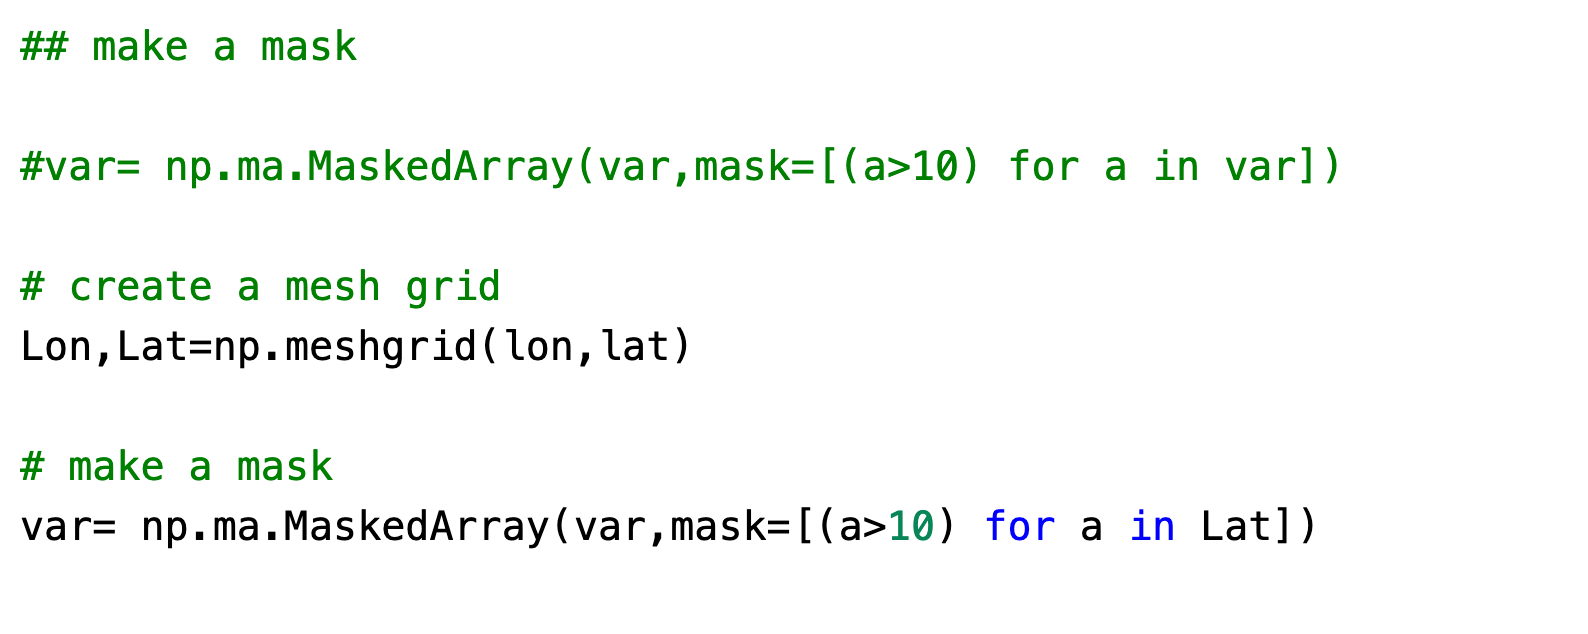 ## make a mask
#var= np.ma.MaskedArray(var,mask=[(a>10) for a in var])
# create a mesh grid
Lon,Lat=np.meshgrid(lon,lat)
# make a mask
var= np.ma.MaskedArray(var,mask=[(a>10) for a in Lat])